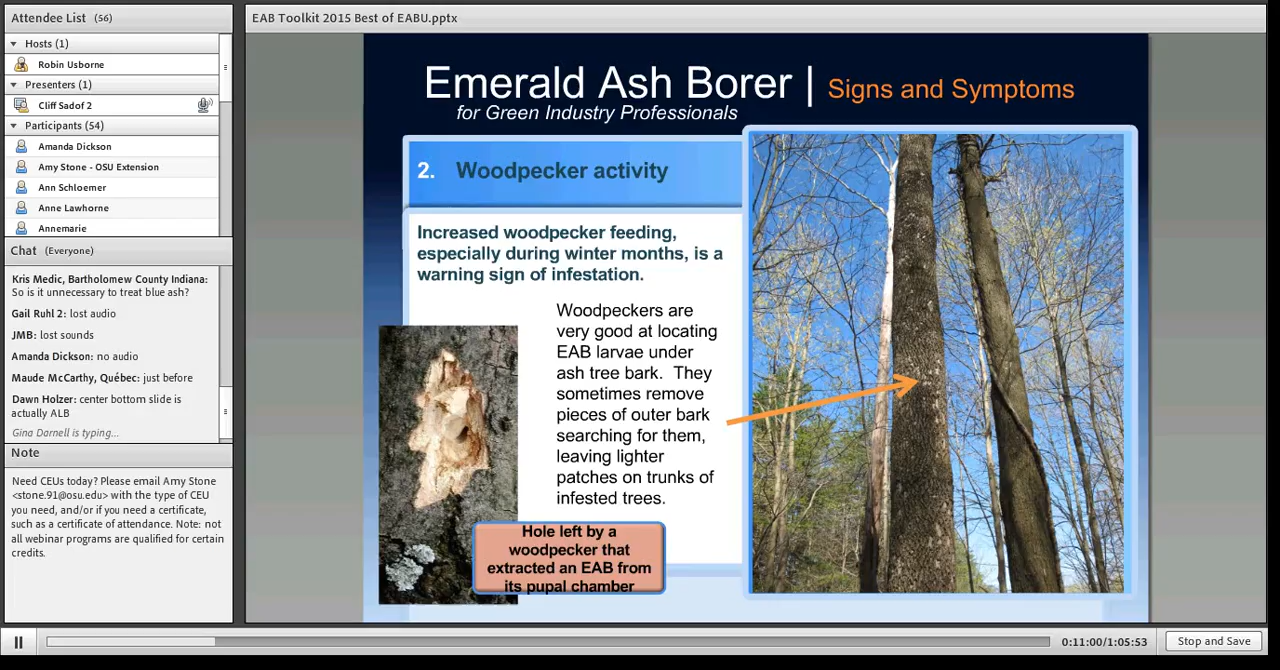 Attendee List (56)
Hosts (1)
Robin Usborne
Presenters (1)
Cliff Sadof 2
Participants (54)
Amanda Dickson
Amy Stone - OSU Extension
Ann Schloemer
Anne Lawhorne
Annemarie
Chat (Everyone)
Kris Medic, Bartholomew County Indiana:
So is it unnecessary to treat blue ash?
Gail Ruhl 2: lost audio
JMB: lost sounds
Amanda Dickson: no audio
Maude McCarthy, Québec: just before
Dawn Holzer: center bottom slide is
actually ALB
Gina Darnell is typing...
Note
Need CEUs today? Please email Amy Stone
<stone.91@osu.edu> with the type of CEU
you need, and/or if you need a certificate,
such as a certificate of attendance. Note: not
all webinar programs are qualified for certain
credits.
EAB Toolkit 2015 Best of EABU.pptx
Emerald Ash Borer | Signs and Symptoms
for Green Industry Professionals
2. Woodpecker activity
Increased woodpecker feeding,
especially during winter months, is a
warning sign of infestation.
Woodpeckers are
very good at locating
EAB larvae under
ash tree bark. They
sometimes remove
pieces of outer bark
searching for them,
leaving lighter
patches on trunks of
infested trees.
Hole left by a
woodpecker that
extracted an EAB from
its pupal chamber
0:11:00/1:05:53
Stop and Save